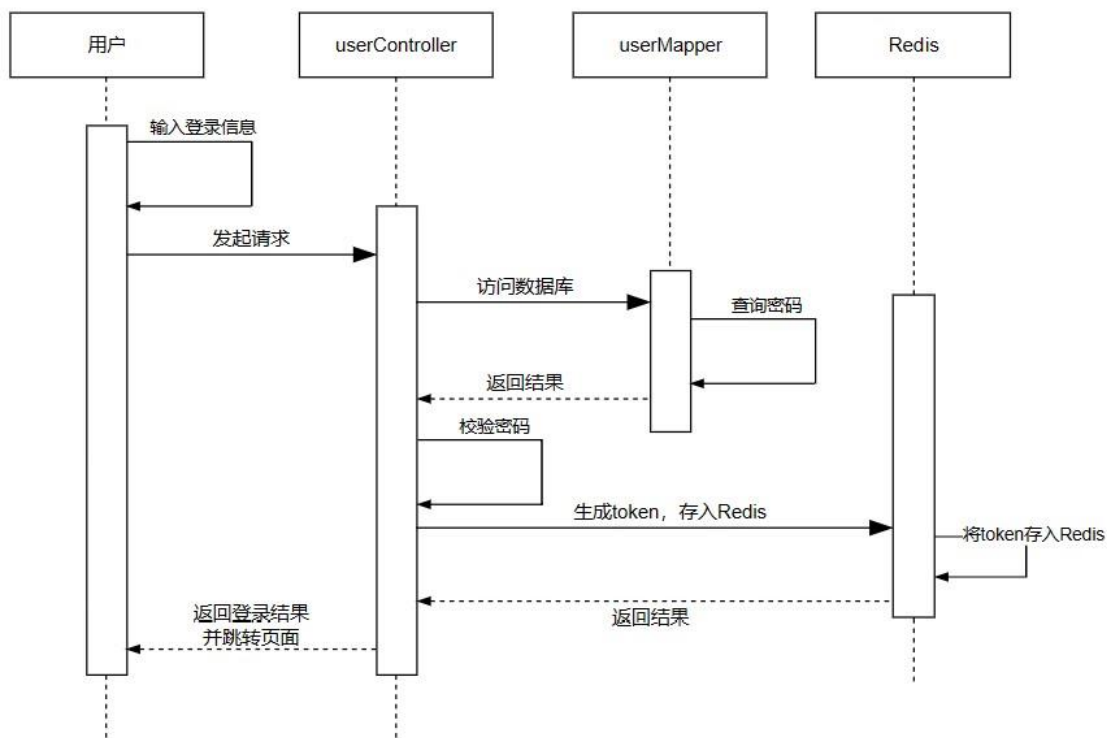 用户
userController
userMapper
Redis
输入登录信息
发起请求
访问数据库
查询密码
返回结果
校验密码
生成token，存入Redis
将token存入Redis
返回结果
返回登录结果
并跳转页面